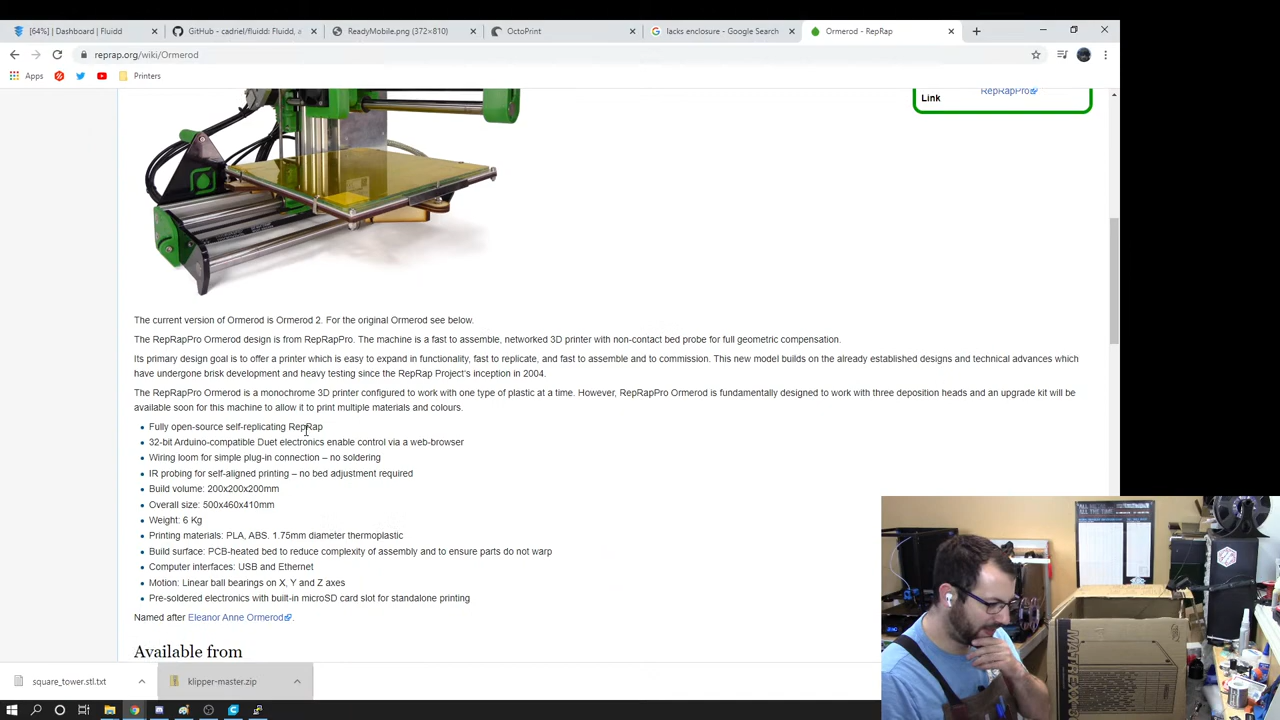 [64%] | Dashboard | Fluidd
GitHub - cadriel/fluidd: Fluidd, a
ReadyMobile.png (372×810)
OctoPrint
lacks enclosure - Google Search
Ormerod - RepRap
reprap.org/wiki/Ormerod
Apps
Printers
Link
RepRapPro
The current version of Ormerod is Ormerod 2. For the original Ormerod see below.
The RepRapPro Ormerod design is from RepRapPro. The machine is a fast to assemble, networked 3D printer with non-contact bed probe for full geometric compensation.
Its primary design goal is to offer a printer which is easy to expand in functionality, fast to replicate, and fast to assemble and to commission. This new model builds on the already established designs and technical advances which
have undergone brisk development and heavy testing since the RepRap Project's inception in 2004.
The RepRapPro Ormerod is a monochrome 3D printer configured to work with one type of plastic at a time. However, RepRapPro Ormerod is fundamentally designed to work with three deposition heads and an upgrade kit will be
available soon for this machine to allow it to print multiple materials and colours.
Fully open-source self-replicating RepRap
32-bit Arduino-compatible Duet electronics enable control via a web-browser
Wiring loom for simple plug-in connection – no soldering
IR probing for self-aligned printing – no bed adjustment required
Build volume: 200x200x200mm
Overall size: 500x460x410mm
Weight: 6 Kg
Printing materials: PLA, ABS. 1.75mm diameter thermoplastic
Build surface: PCB-heated bed to reduce complexity of assembly and to ensure parts do not warp
Computer interfaces: USB and Ethernet
Motion: Linear ball bearings on X, Y and Z axes
Pre-soldered electronics with built-in microSD card slot for standalone printing
Named after Eleanor Anne Ormerod.
Available from
square_tower.stl.txt
klipper-master.zip
ALL THE TIME
MATREXX